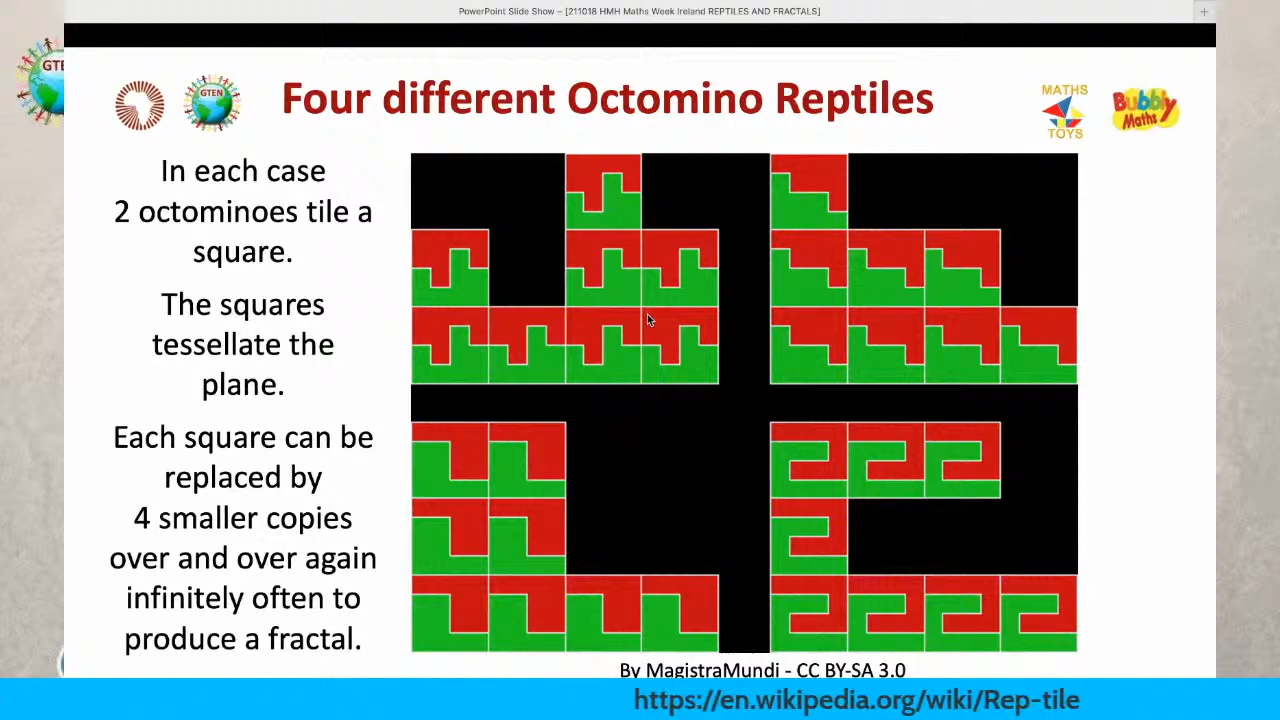 PowerPoint Slide Show – [211018 HMH Maths Week Ireland REPTILES AND FRACTALS]
GTE
GTEN
Four different Octomino Reptiles
MATHS
TOYS
Bubbly
Maths
In each case
2 octominoes tile a
square.
The squares
tessellate the
plane.
Each square can be
replaced by
4 smaller copies
over and over again
infinitely often to
produce a fractal.
By MagistraMundi - CC BY-SA 3.0
https://en.wikipedia.org/wiki/Rep-tile